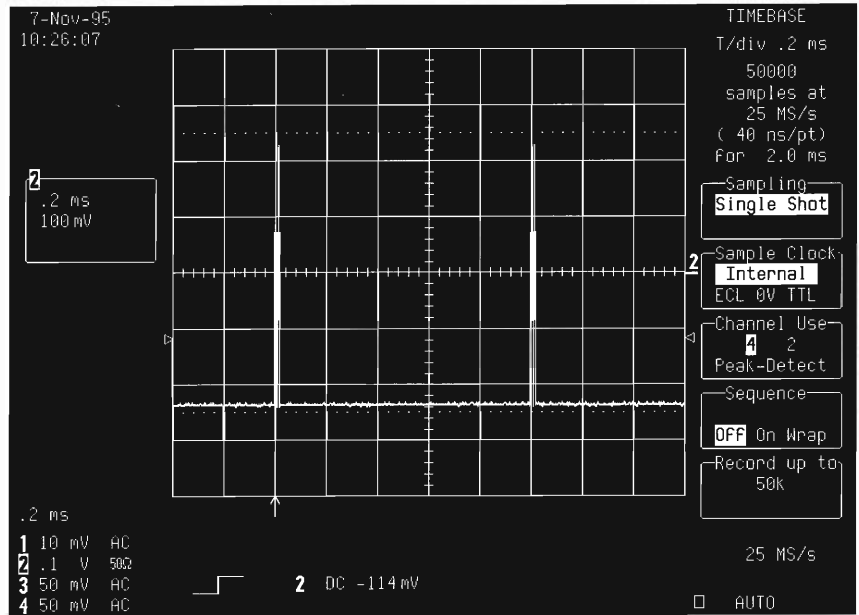 7-Nov-95
10:26:07
2
.2 ms
100 mV
2
TIMEBASE
T/div .2 ms
50000
samples at
25 MS/s
( 40 ns/pt)
For 2.0 ms
Sampling
Single Shot
Sample Clock
Internal
ECL 0V TTL
Channel Use
4 2
Peak-Detect
Sequence
Off On Wrap
Record up to
50k
.2 ms
1 10 mV AC
2 .1 V 50Ω
3 50 mV AC
4 50 mV AC
2 DC -114 mV
25 MS/s
AUTO